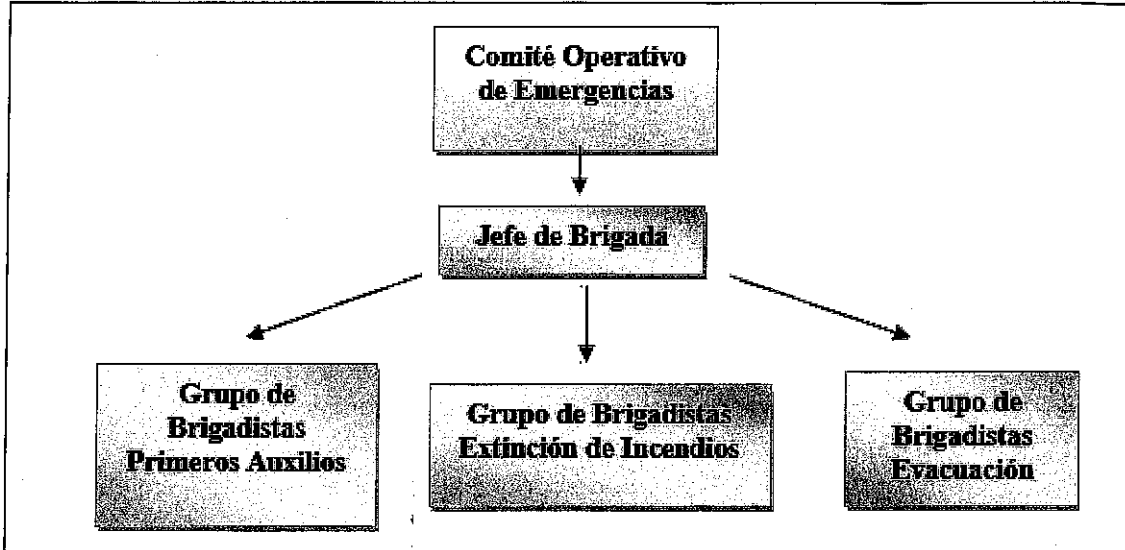 Comité Operativo
de Emergencias
Jefe de Brigada
Grupo de
Brigadistas
Primeros Auxilios
Grupo de Brigadistas
Extinción de Incendios
Grupo de
Brigadistas
Evacuación